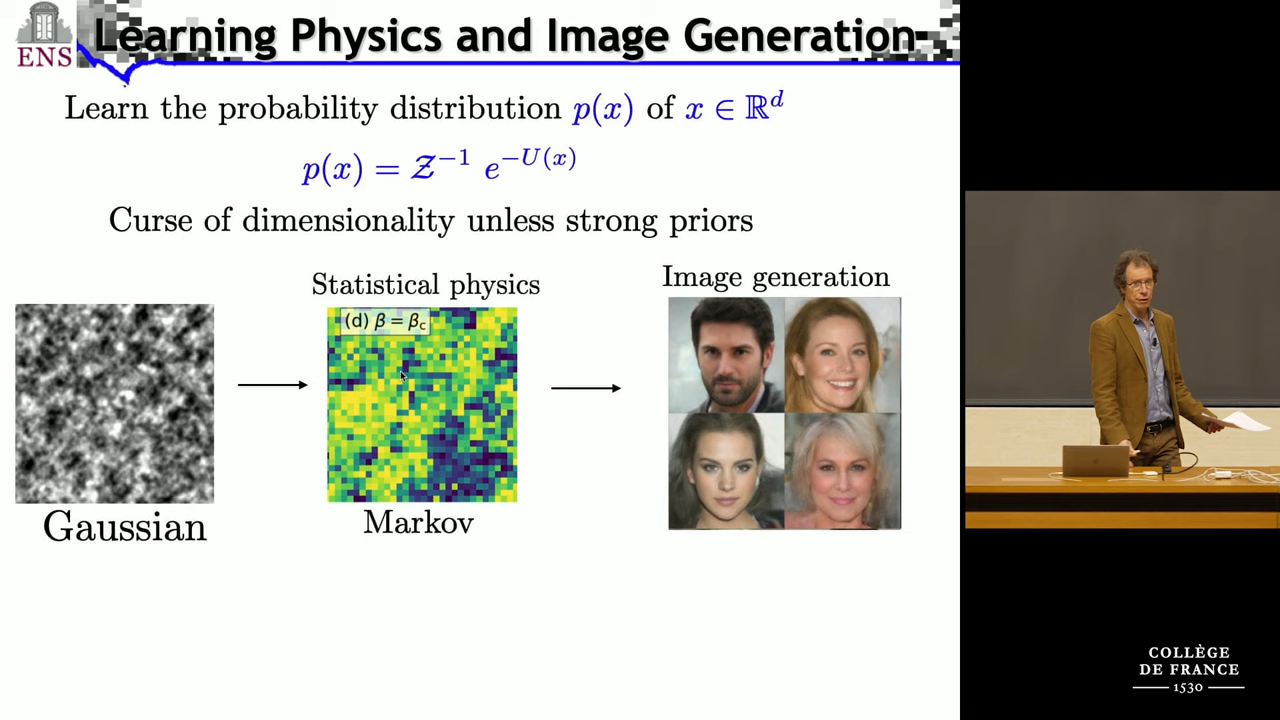 ENS
Learning Physics and Image Generation
Learn the probability distribution p(x) of x ∈ ℝ^d
p(x) = Z^{-1} e^{-U(x)}
Curse of dimensionality unless strong priors
Statistical physics
Image generation
(d) β = β_c
Gaussian
Markov
COLLÈGE
DE FRANCE
1530